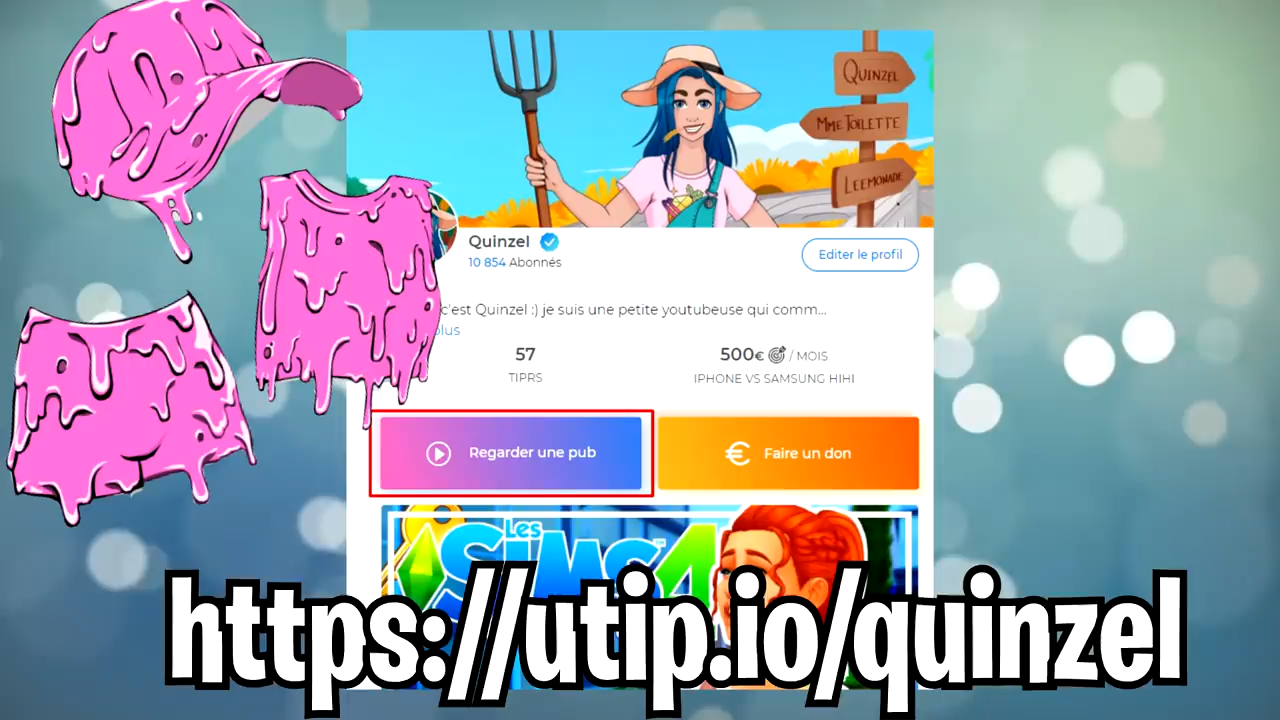 QUINZEL
MME TOILETTE
LEEMONADE
Quinzel
10 854 Abonnés
Editer le profil
c'est Quinzel :) je suis une petite youtubeuse qui comm...
plus
57
TIPRS
500€ / MOIS
IPHONE VS SAMSUNG HIHI
Regarder une pub
Faire un don
Les
SIMS 4
https://utip.io/quinzel